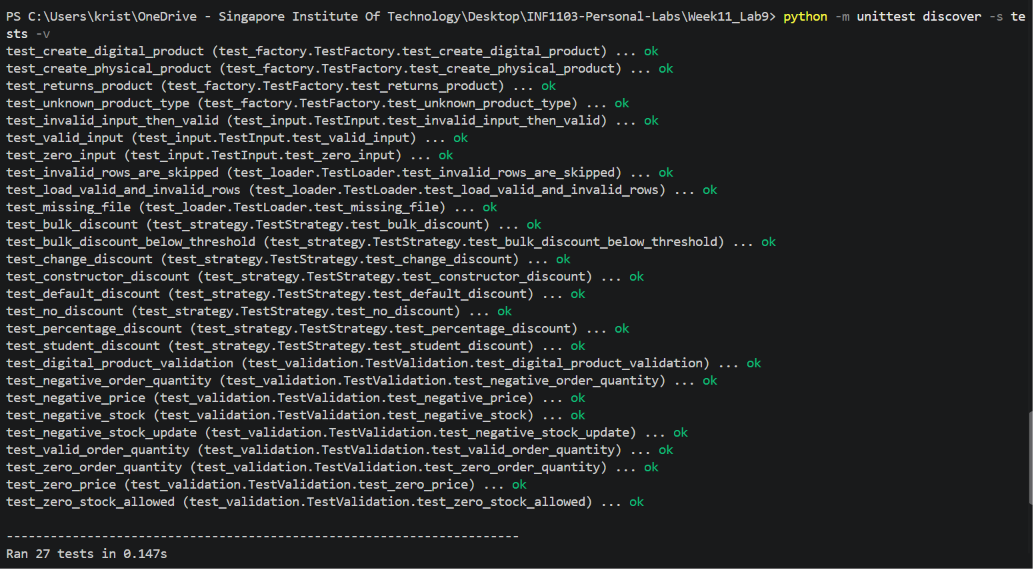 PS C:\Users\krist\OneDrive - Singapore Institute Of Technology\Desktop\INF1103-Personal-Labs\Week11_Lab9> python -m unittest discover -s te
sts -v
test_create_digital_product (test_factory.TestFactory.test_create_digital_product) ... ok
test_create_physical_product (test_factory.TestFactory.test_create_physical_product) ... ok
test_returns_product (test_factory.TestFactory.test_returns_product) ... ok
test_unknown_product_type (test_factory.TestFactory.test_unknown_product_type) ... ok
test_invalid_input_then_valid (test_input.TestInput.test_invalid_input_then_valid) ... ok
test_valid_input (test_input.TestInput.test_valid_input) ... ok
test_zero_input (test_input.TestInput.test_zero_input) ... ok
test_invalid_rows_are_skipped (test_loader.TestLoader.test_invalid_rows_are_skipped) ... ok
test_load_valid_and_invalid_rows (test_loader.TestLoader.test_load_valid_and_invalid_rows) ... ok
test_missing_file (test_loader.TestLoader.test_missing_file) ... ok
test_bulk_discount (test_strategy.TestStrategy.test_bulk_discount) ... ok
test_bulk_discount_below_threshold (test_strategy.TestStrategy.test_bulk_discount_below_threshold) ... ok
test_change_discount (test_strategy.TestStrategy.test_change_discount) ... ok
test_constructor_discount (test_strategy.TestStrategy.test_constructor_discount) ... ok
test_default_discount (test_strategy.TestStrategy.test_default_discount) ... ok
test_no_discount (test_strategy.TestStrategy.test_no_discount) ... ok
test_percentage_discount (test_strategy.TestStrategy.test_percentage_discount) ... ok
test_student_discount (test_strategy.TestStrategy.test_student_discount) ... ok
test_digital_product_validation (test_validation.TestValidation.test_digital_product_validation) ... ok
test_negative_order_quantity (test_validation.TestValidation.test_negative_order_quantity) ... ok
test_negative_price (test_validation.TestValidation.test_negative_price) ... ok
test_negative_stock (test_validation.TestValidation.test_negative_stock) ... ok
test_negative_stock_update (test_validation.TestValidation.test_negative_stock_update) ... ok
test_valid_order_quantity (test_validation.TestValidation.test_valid_order_quantity) ... ok
test_zero_order_quantity (test_validation.TestValidation.test_zero_order_quantity) ... ok
test_zero_price (test_validation.TestValidation.test_zero_price) ... ok
test_zero_stock_allowed (test_validation.TestValidation.test_zero_stock_allowed) ... ok

----------------------------------------------------------------------
Ran 27 tests in 0.147s